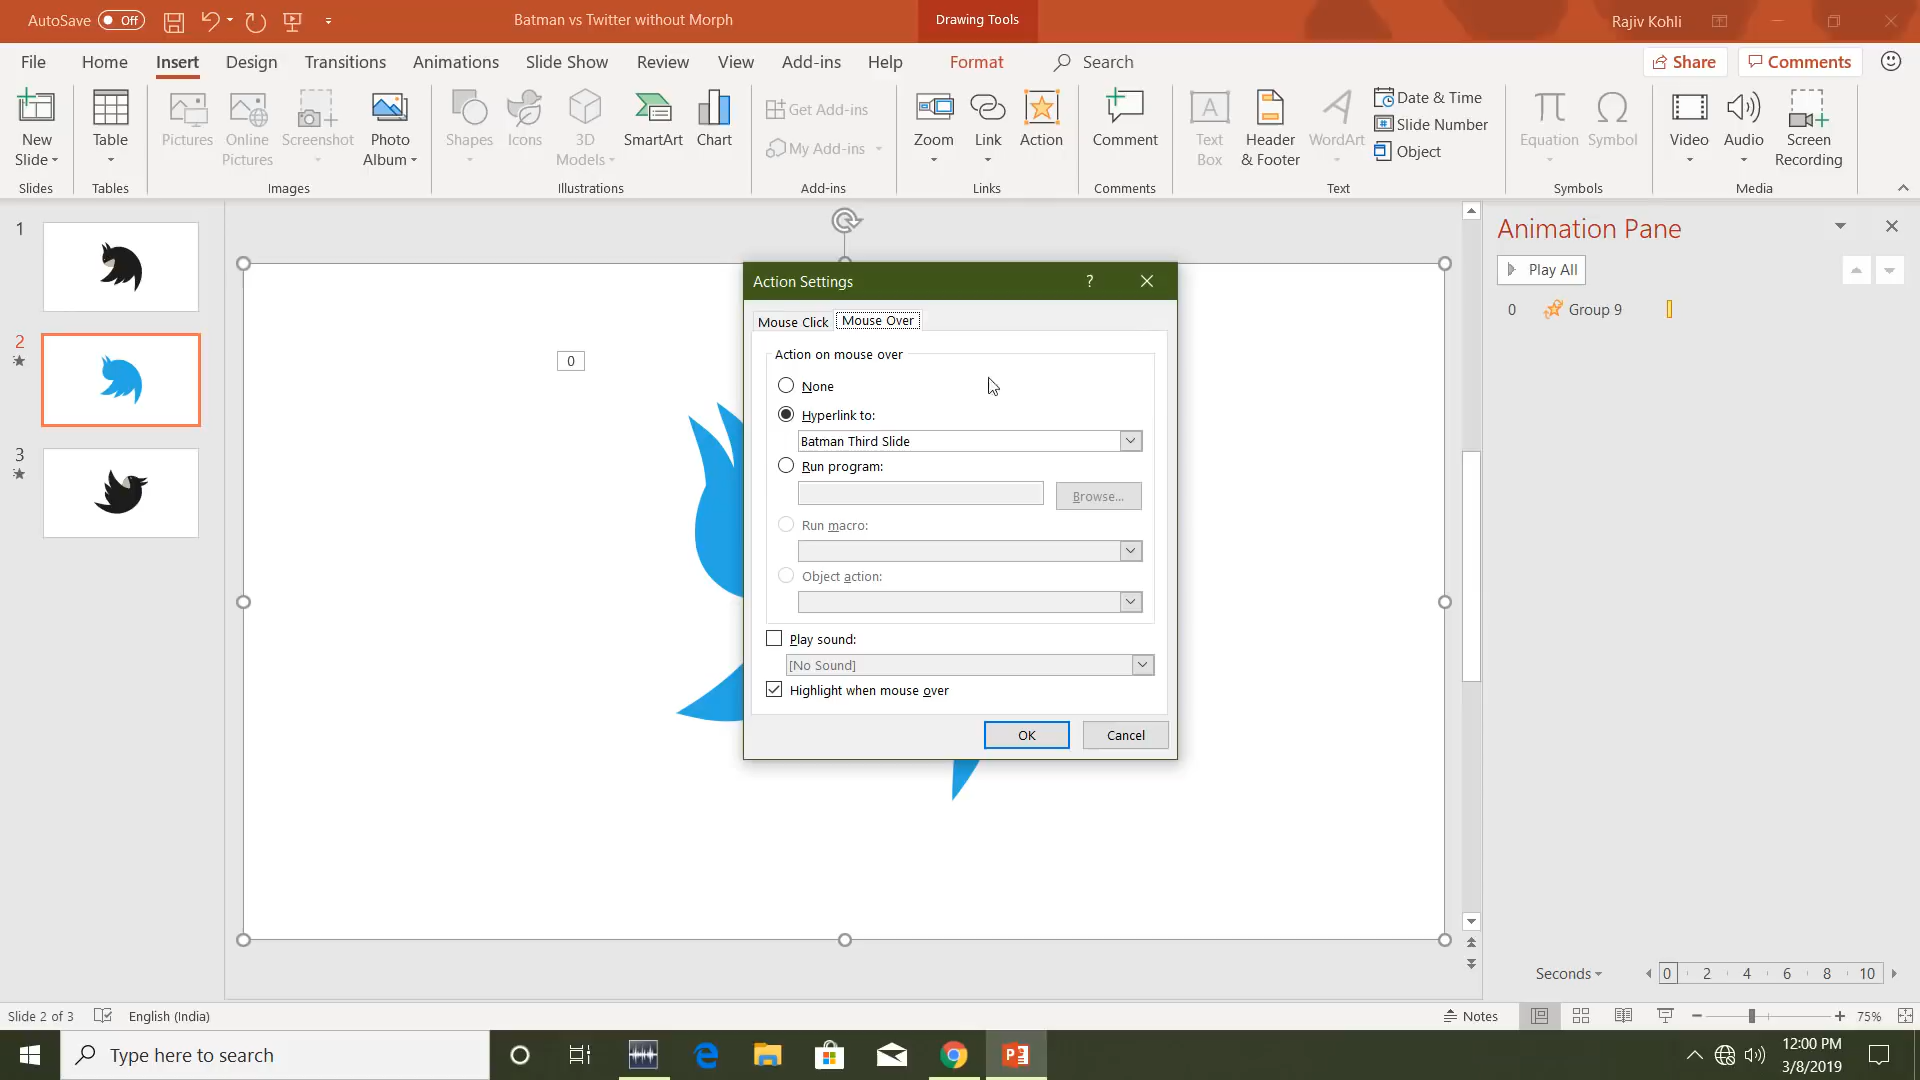 AutoSave Off
Batman vs Twitter without Morph
Drawing Tools
Rajiv Kohli
File Home Insert Design Transitions Animations Slide Show Review View Add-ins Help Format Search
Share Comments
New Slide
Table
Pictures
Online Pictures
Screenshot
Photo Album
Shapes
Icons
3D Models
SmartArt
Chart
Get Add-ins
My Add-ins
Zoom
Link
Action
Comment
Text Box
Header & Footer
WordArt
Date & Time
Slide Number
Object
Equation
Symbol
Video
Audio
Screen Recording
Slides Tables Images Illustrations Add-ins Links Comments Text Symbols Media
1
2
3
0
Action Settings ?
Mouse Click Mouse Over
Action on mouse over
None
Hyperlink to:
Batman Third Slide
Run program:
Browse...
Run macro:
Object action:
Play sound:
[No Sound]
Highlight when mouse over
OK Cancel
Animation Pane
Play All
0 Group 9
Seconds 0 2 4 6 8 10
Slide 2 of 3 English (India) Notes 75%
Type here to search
12:00 PM
3/8/2019